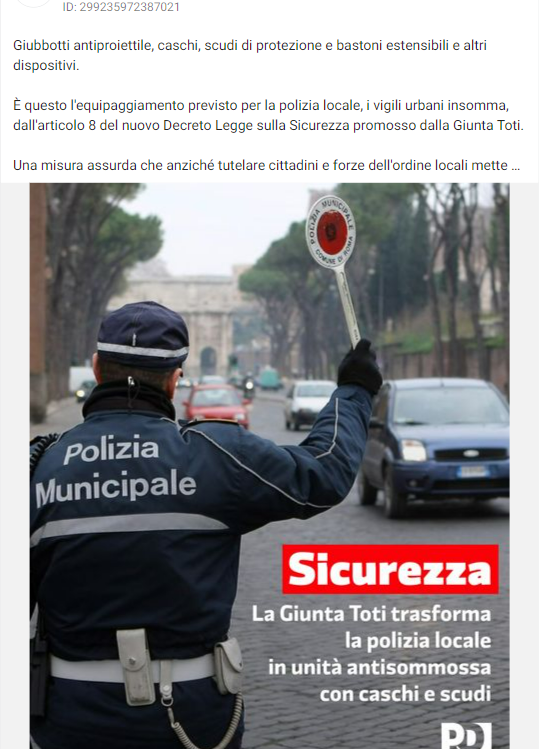 ID: 299235972387021
Giubbotti antiproiettile, caschi, scudi di protezione e bastoni estensibili e altri
dispositivi.
È questo l'equipaggiamento previsto per la polizia locale, i vigili urbani insomma,
dall'articolo 8 del nuovo Decreto Legge sulla Sicurezza promosso dalla Giunta Toti.
Una misura assurda che anziché tutelare cittadini e forze dell'ordine locali mette ...
POLIZIA MUNICIPALE
COMUNE DI ROMA
Polizia
Municipale
Sicurezza
La Giunta Toti trasforma
la polizia locale
in unità antisommossa
con caschi e scudi
PD